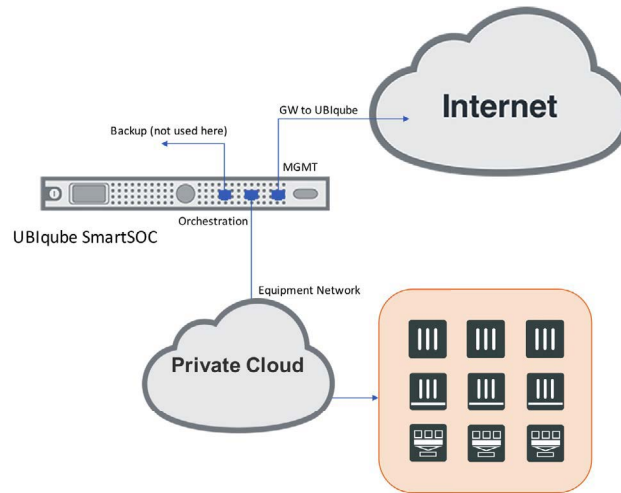 Internet
GW to UBIqube
Backup (not used here)
MGMT
Orchestration
UBIqube SmartSOC
Equipment Network
Private Cloud